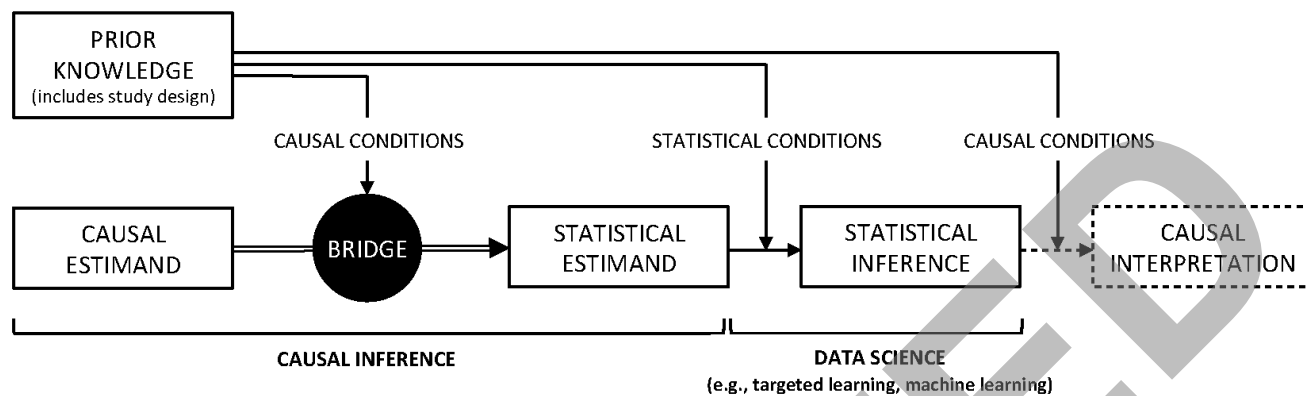 PRIOR
KNOWLEDGE
(includes study design)
CAUSAL CONDITIONS
STATISTICAL CONDITIONS
CAUSAL CONDITIONS
CAUSAL
ESTIMAND
BRIDGE
STATISTICAL
ESTIMAND
STATISTICAL
INFERENCE
CAUSAL
INTERPRETATION
CAUSAL INFERENCE
DATA SCIENCE
(e.g., targeted learning, machine learning)